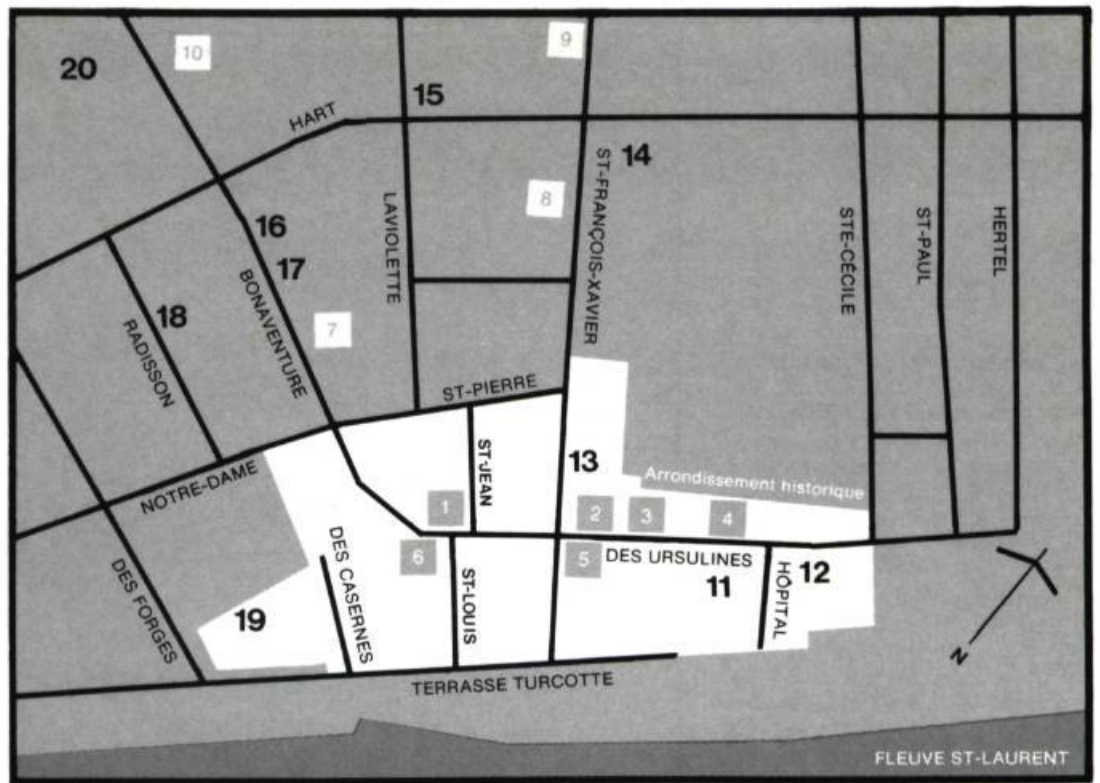 20
10
9
15
HART
14
ST-FRANÇOIS-XAVIER
LAVIOLETTE
8
16
17
BONAVENTURE
STE-CÉCILE
ST-PAUL
HERTEL
18
RADISSON
7
ST-PIERRE
ST-JEAN
13
Arrondissement historique
NOTRE-DAME
1
2
3
4
DES FORGES
DES CASERNES
6
ST-LOUIS
5
DES URSULINES
11
HÔPITAL
12
19
N
TERRASSE TURCOTTE
FLEUVE ST-LAURENT